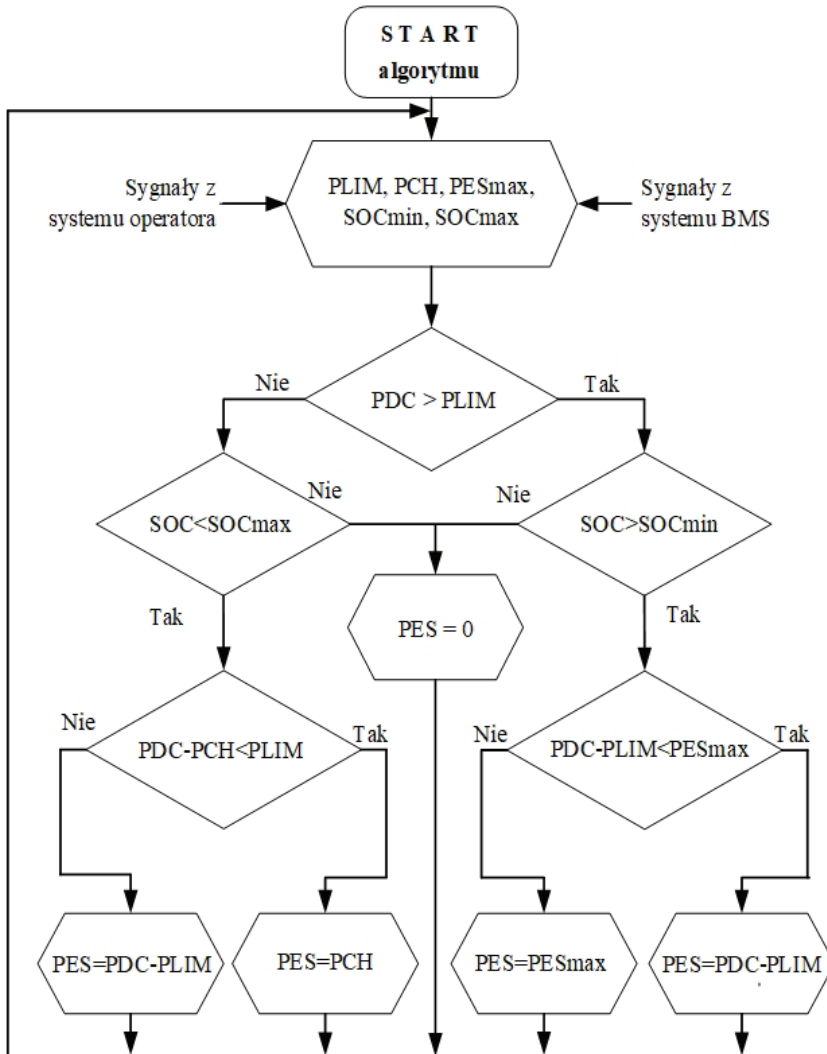 S T A R T
algorytmu
Sygnały z
systemu operatora
PLIM, PCH, PESmax,
SOCmin, SOCmax
Sygnały z
systemu BMS
Nie
PDC > PLIM
Tak
SOC<SOCmax
Nie
Nie
SOC>SOCmin
Tak
PES = 0
Tak
Nie
PDC-PCH<PLIM
Tak
Nie
PDC-PLIM<PESmax
Tak
PES=PDC-PLIM
PES=PCH
PES=PESmax
PES=PDC-PLIM